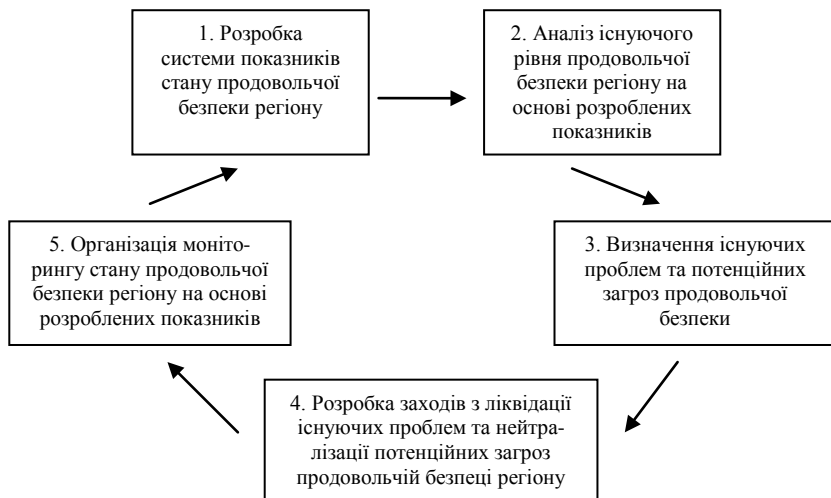 1. Розробка
системи показників
стану продовольчої
безпеки регіону
2. Аналіз існуючого
рівня продовольчої
безпеки регіону на
основі розроблених
показників
3. Визначення існуючих
проблем та потенційних
загроз продовольчої
безпеки
4. Розробка заходів з ліквідації
існуючих проблем та нейтра-
лізації потенційних загроз
продовольчій безпеці регіону
5. Організація моніто-
рингу стану продовольчої
безпеки регіону на основі
розроблених показників